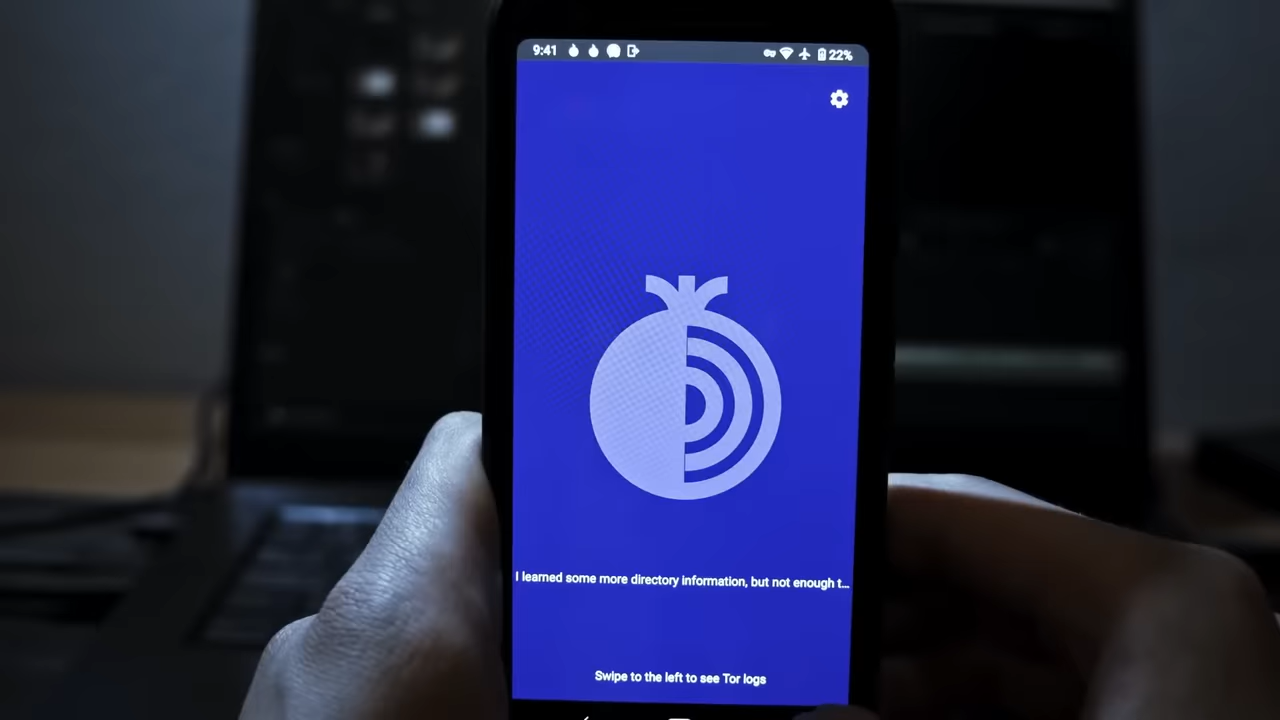 9:41
22%
I learned some more directory information, but not enough t...
Swipe to the left to see Tor logs